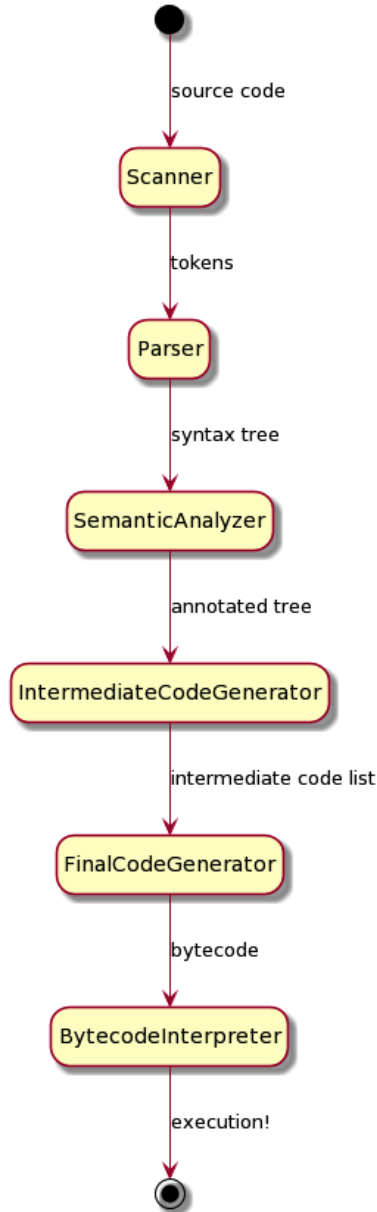 source code
Scanner
tokens
Parser
syntax tree
SemanticAnalyzer
annotated tree
IntermediateCodeGenerator
intermediate code list
FinalCodeGenerator
bytecode
BytecodeInterpreter
execution!